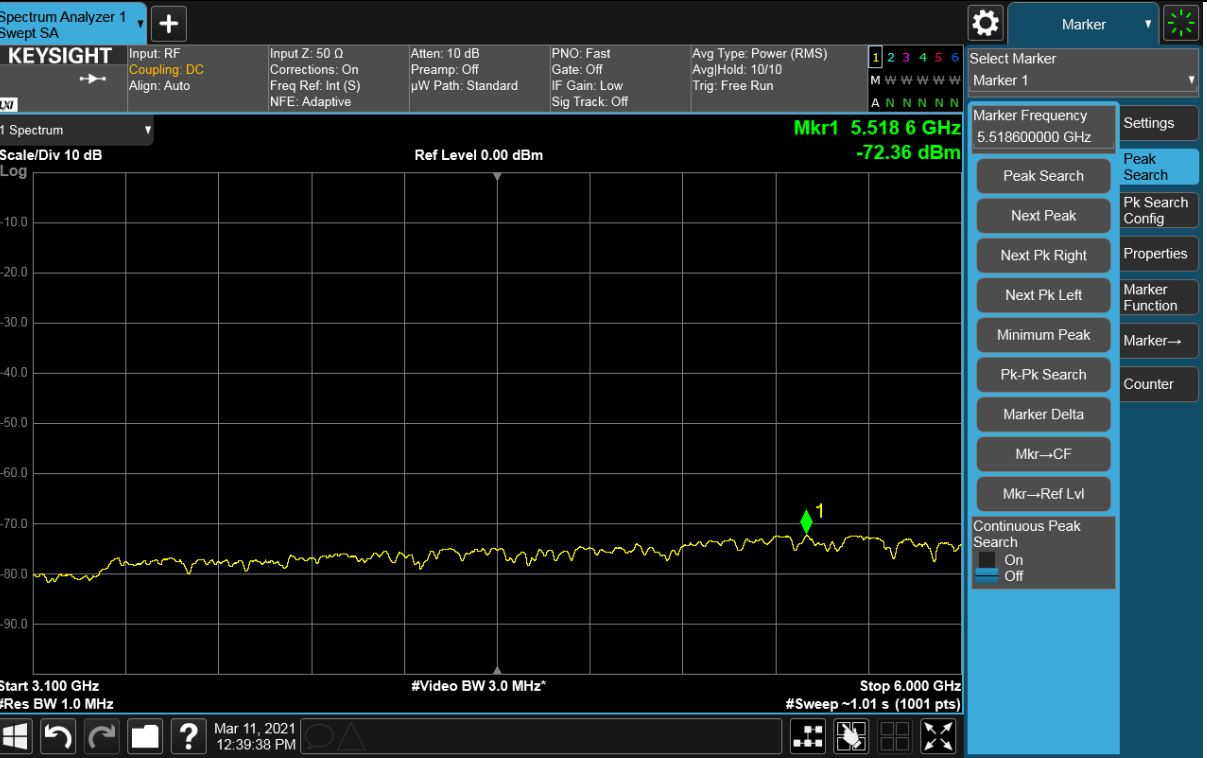 Spectrum Analyzer 1
Swept SA
Marker
KEYSIGHT
LXI
Input: RF
Coupling: DC
Align: Auto
Input Z: 50 Ω
Corrections: On
Freq Ref: Int (S)
NFE: Adaptive
Atten: 10 dB
Preamp: Off
µW Path: Standard
PNO: Fast
Gate: Off
IF Gain: Low
Sig Track: Off
Avg Type: Power (RMS)
Avg|Hold: 10/10
Trig: Free Run
1 2 3 4 5 6
M W W W W W
A N N N N N
Select Marker
Marker 1
1 Spectrum
Mkr1 5.518 6 GHz
-72.36 dBm
Scale/Div 10 dB
Ref Level 0.00 dBm
Log
-10.0
-20.0
-30.0
-40.0
-50.0
-60.0
-70.0
-80.0
-90.0
1
Start 3.100 GHz
#Video BW 3.0 MHz*
Stop 6.000 GHz
#Res BW 1.0 MHz
#Sweep ~1.01 s (1001 pts)
Marker Frequency
5.518600000 GHz
Peak Search
Next Peak
Next Pk Right
Next Pk Left
Minimum Peak
Pk-Pk Search
Marker Delta
Mkr→CF
Mkr→Ref Lvl
Continuous Peak
Search
On
Off
Settings
Peak
Search
Pk Search
Config
Properties
Marker
Function
Marker→
Counter
?
Mar 11, 2021
12:39:38 PM